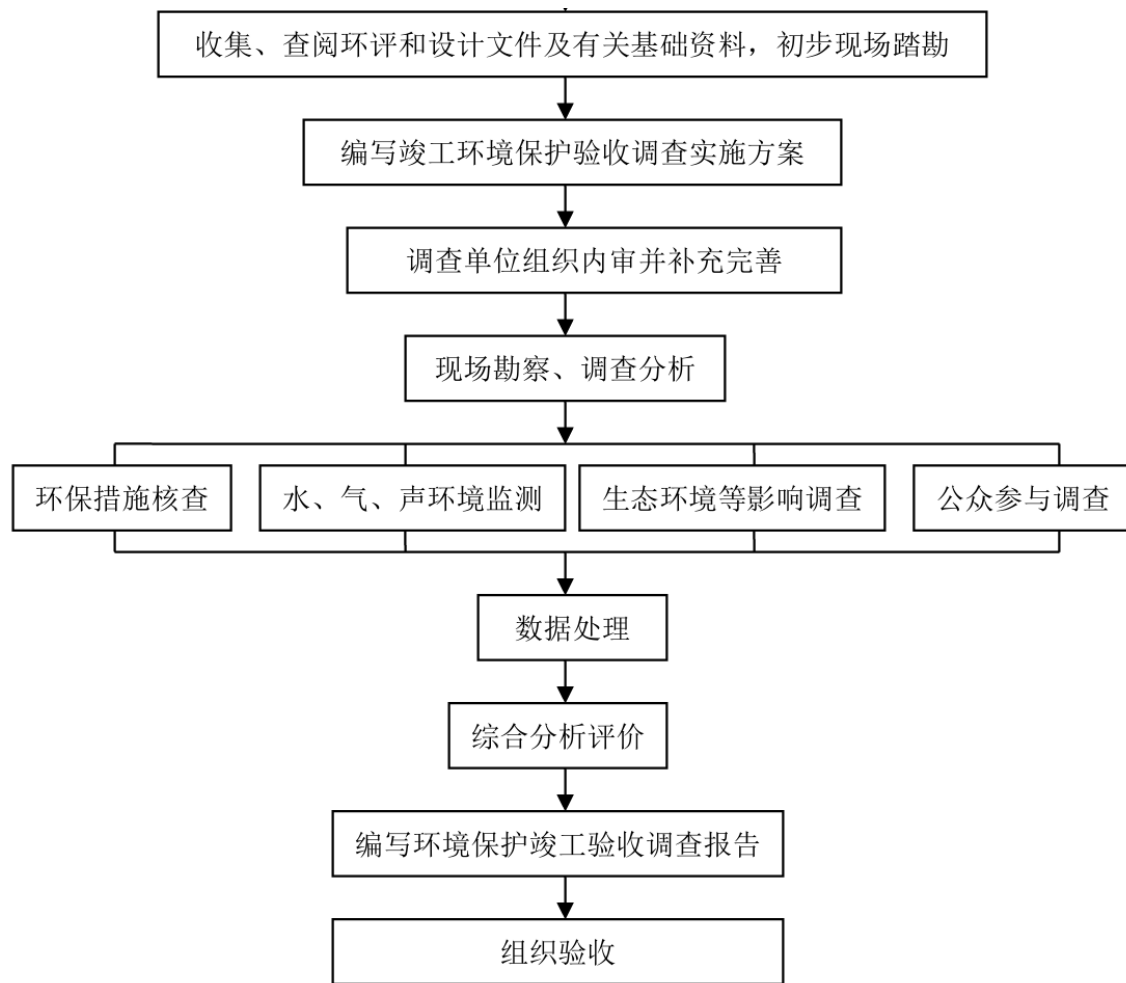 收集、查阅环评和设计文件及有关基础资料，初步现场踏勘
编写竣工环境保护验收调查实施方案
调查单位组织内审并补充完善
现场勘察、调查分析
环保措施核查
水、气、声环境监测
生态环境等影响调查
公众参与调查
数据处理
综合分析评价
编写环境保护竣工验收调查报告
组织验收